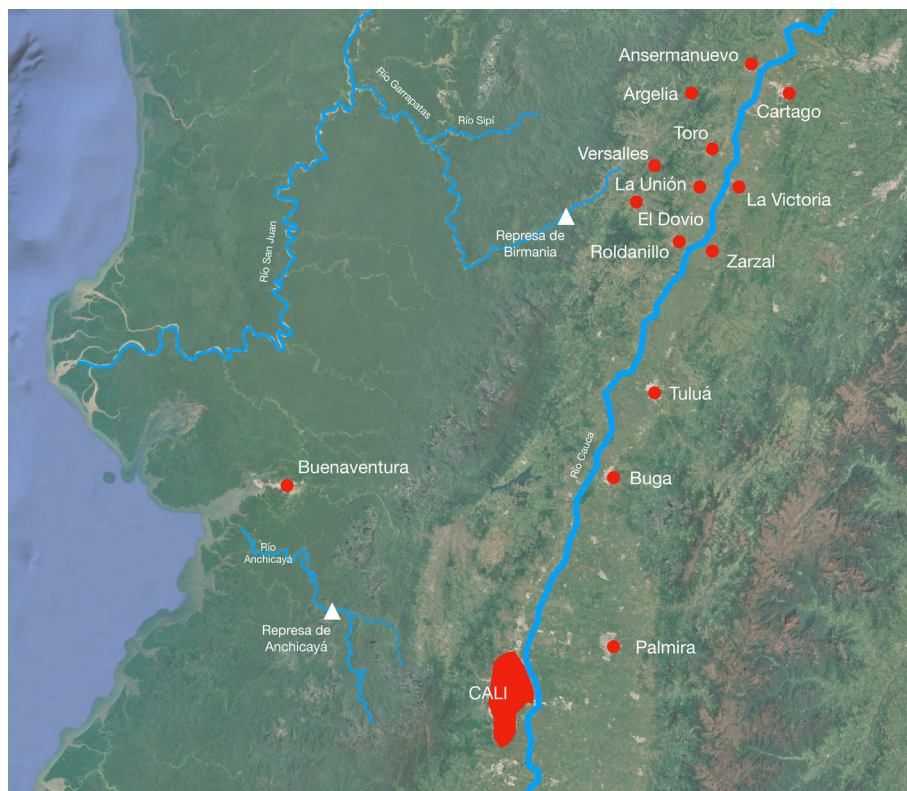 Ansermanuevo
Río Garrapatas
Argelia
Cartago
Río Sipí
Toro
Versalles
La Unión
La Victoria
El Dovio
Represa de
Birmania
Roldanillo
Zarzal
Río San Juan
Tuluá
Río Cauca
Buenaventura
Buga
Río
Anchicayá
Represa de
Anchicayá
Palmira
CALI